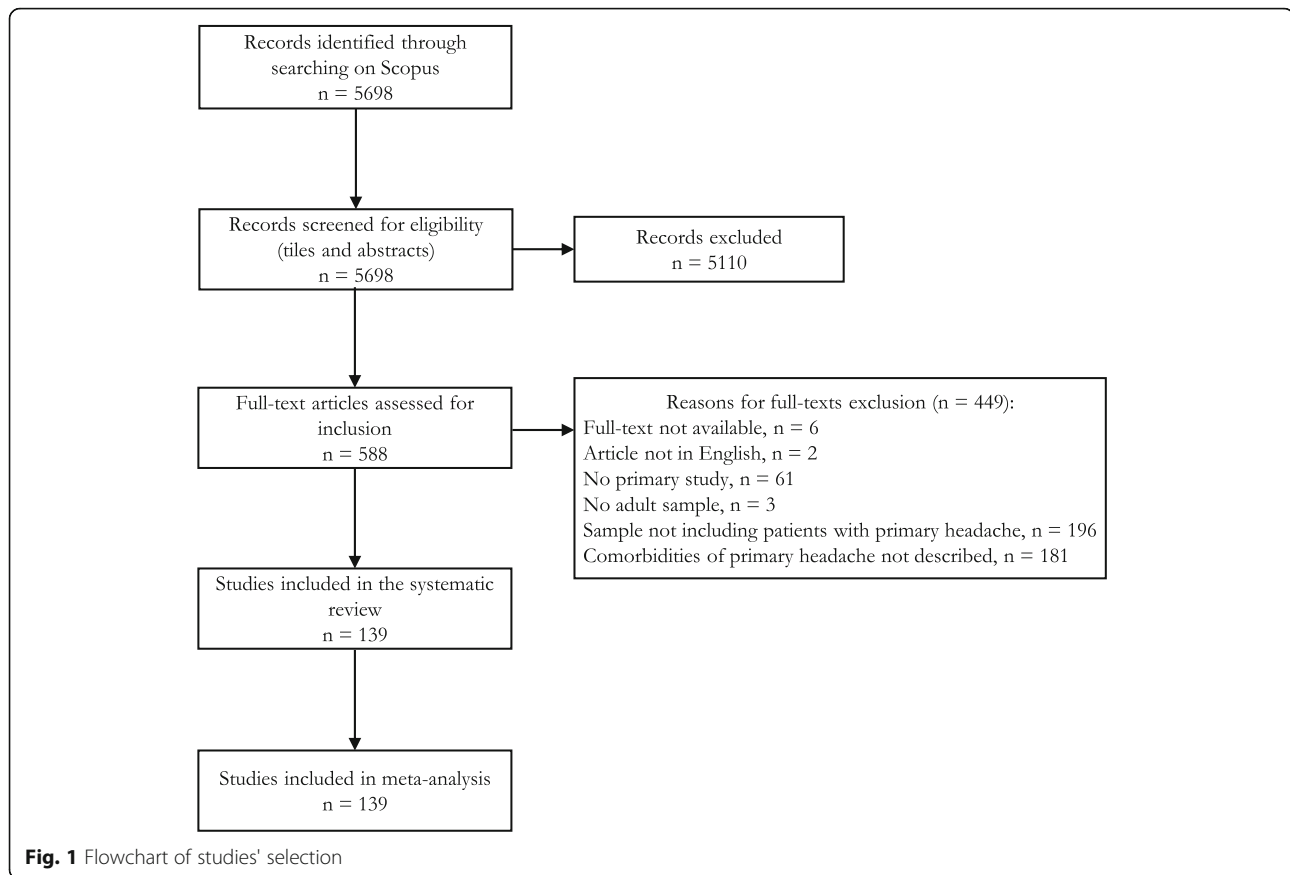 Records identified through
searching on Scopus
n = 5698
Records screened for eligibility
(tiles and abstracts)
n = 5698
Records excluded
n = 5110
Full-text articles assessed for
inclusion
n = 588
Reasons for full-texts exclusion (n = 449):
Full-text not available, n = 6
Article not in English, n = 2
No primary study, n = 61
No adult sample, n = 3
Sample not including patients with primary headache, n = 196
Comorbidities of primary headache not described, n = 181
Studies included in the systematic
review
n = 139
Studies included in meta-analysis
n = 139
Fig. 1 Flowchart of studies' selection